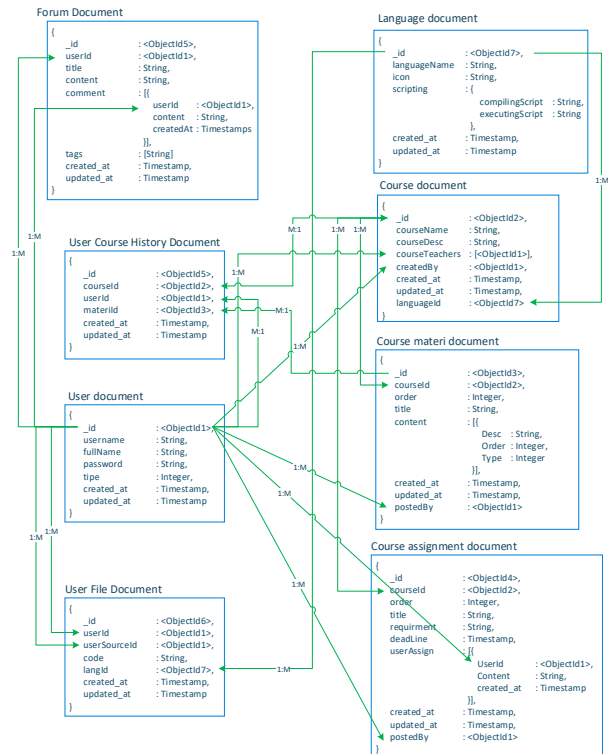 Forum Document
{
_id : <ObjectId5>,
userId : <ObjectId1>,
title : String,
content : String,
comment : [{
userId : <ObjectId1>,
content : String,
createdAt : Timestamps
}],
tags : [String]
created_at : Timestamp,
updated_at : Timestamp
}
Language document
{
_id : <ObjectId7>,
languageName : String,
icon : String,
scripting : {
compilingScript : String,
executingScript : String
},
created_at : Timestamp,
updated_at : Timestamp
}
1:M
Course document
{
_id : <ObjectId2>,
courseName : String,
courseDesc : String,
courseTeachers : [<ObjectId1>],
createdBy : <ObjectId1>,
created_at : Timestamp,
updated_at : Timestamp,
languageId : <ObjectId7>
}
1:M
1:M
M:1
1:M
1:M
User Course History Document
{
_id : <ObjectId5>,
courseId : <ObjectId2>,
userId : <ObjectId1>,
materiId : <ObjectId3>,
created_at : Timestamp,
updated_at : Timestamp
}
1:M
M:1
M:1
1:M
Course materi document
{
_id : <ObjectId3>,
courseId : <ObjectId2>,
order : Integer,
title : String,
content : [{
Desc : String,
Order : Integer,
Type : Integer
}],
created_at : Timestamp,
updated_at : Timestamp,
postedBy : <ObjectId1>
}
User document
{
_id : <ObjectId1>,
username : String,
fullName : String,
password : String,
tipe : Integer,
created_at : Timestamp,
updated_at : Timestamp
}
1:M
1:M
1:M
1:M
1:M
Course assignment document
{
_id : <ObjectId4>,
courseId : <ObjectId2>,
order : Integer,
title : String,
requirment : String,
deadLine : Timestamp,
userAssign : [{
UserId : <ObjectId1>,
Content : String,
created_at : Timestamp
}],
created_at : Timestamp,
updated_at : Timestamp,
postedBy : <ObjectId1>
}
User File Document
{
_id : <ObjectId6>,
userId : <ObjectId1>,
userSourceId : <ObjectId1>,
code : String,
langId : <ObjectId7>,
created_at : Timestamp,
updated_at : Timestamp
}
1:M